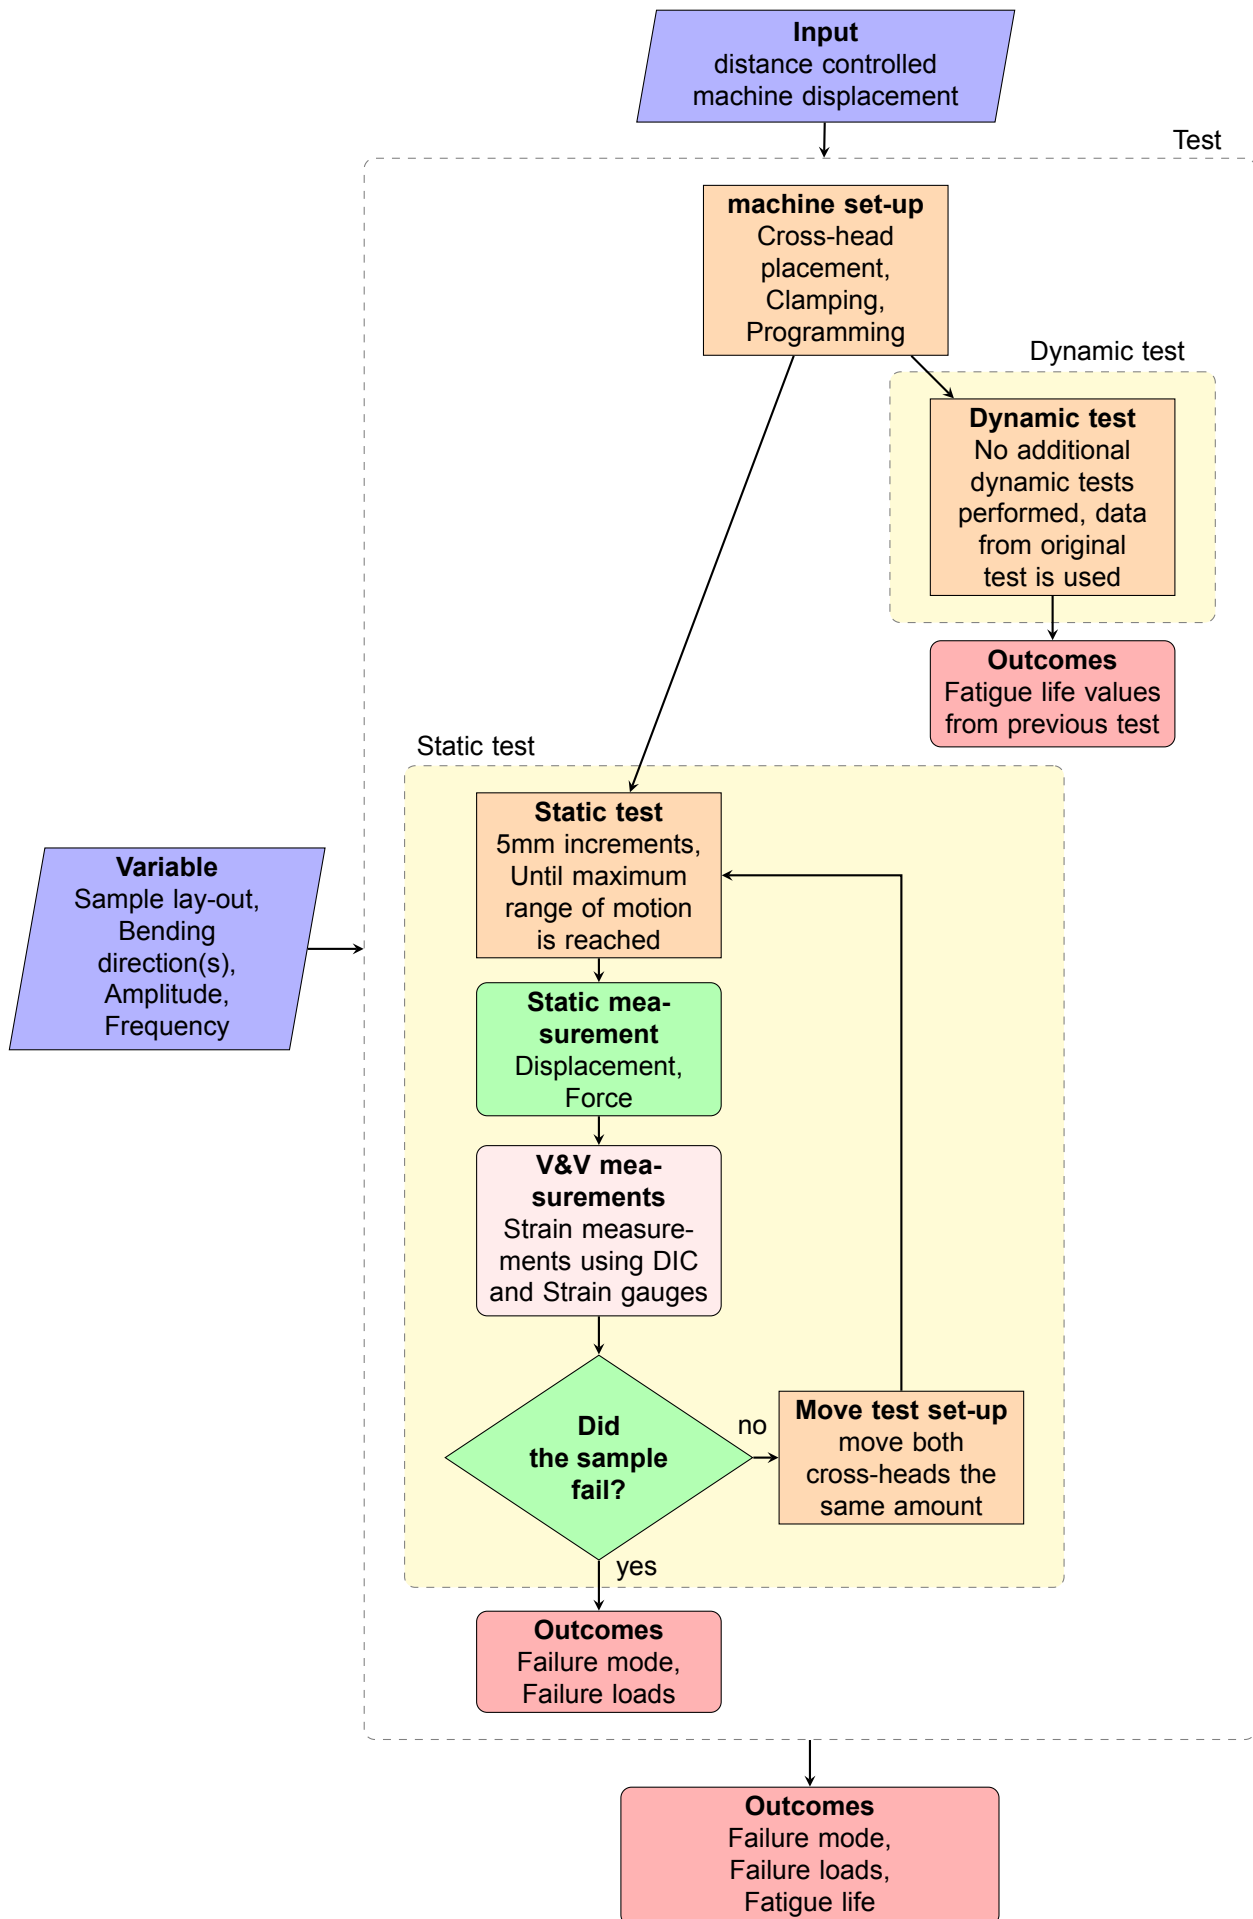 Input
distance controlled
machine displacement
Test
machine set-up
Cross-head
placement,
Clamping,
Programming
Dynamic test
Dynamic test
No additional
dynamic tests
performed, data
from original
test is used
Outcomes
Fatigue life values
from previous test
Static test
Static test
5mm increments,
Until maximum
range of motion
is reached
Variable
Sample lay-out,
Bending
direction(s),
Amplitude,
Frequency
Static mea-
surement
Displacement,
Force
V&V mea-
surements
Strain measure-
ments using DIC
and Strain gauges
Did
the sample
fail?
no
Move test set-up
move both
cross-heads the
same amount
yes
Outcomes
Failure mode,
Failure loads
Outcomes
Failure mode,
Failure loads,
Fatigue life